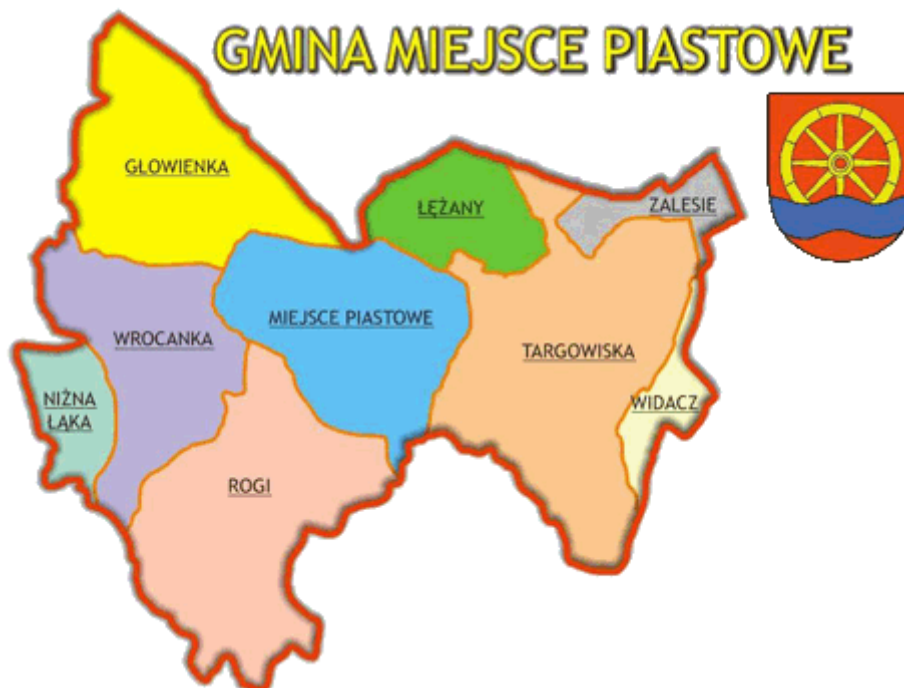 GMINA MIEJSCE PIASTOWE
GŁOWIENKA
ŁĘŻANY
ZALESIE
MIEJSCE PIASTOWE
WROCANKA
TARGOWISKA
NIŻNA
ŁĄKA
WIDACZ
ROGI